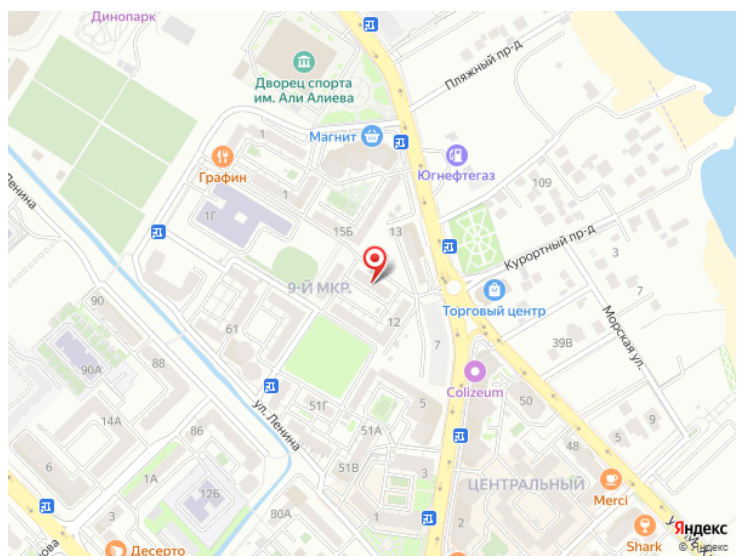 Динопарк
Дворец спорта
им. Али Алиева
Пляжный пр-д
Магнит
Югнефтегаз
Графин
1
1
109
1Г
15Б
13
Ленина
Курортный пр-д
3
7
9-Й МКР.
Торговый центр
Морская ул.
90
12
61
7
39В
88
90А
Colizeum
ул. Ленина
51Г
5
50
14А
86
51А
9
5
48
6
1А
51В
3
ЦЕНТРАЛЬНЫЙ
12Б
80А
Merci
3
2
Десерто
Shark
Яндекс
© Яндекс